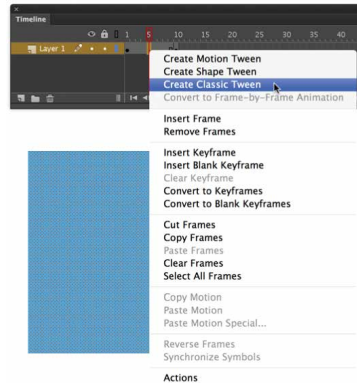 Timeline
1 5 10 15 20 25 30 35 40
Layer 1
Create Motion Tween
Create Shape Tween
Create Classic Tween
Convert to Frame-by-Frame Animation
Insert Frame
Remove Frames
Insert Keyframe
Insert Blank Keyframe
Clear Keyframe
Convert to Keyframes
Convert to Blank Keyframes
Cut Frames
Copy Frames
Paste Frames
Clear Frames
Select All Frames
Copy Motion
Paste Motion
Paste Motion Special...
Reverse Frames
Synchronize Symbols
Actions